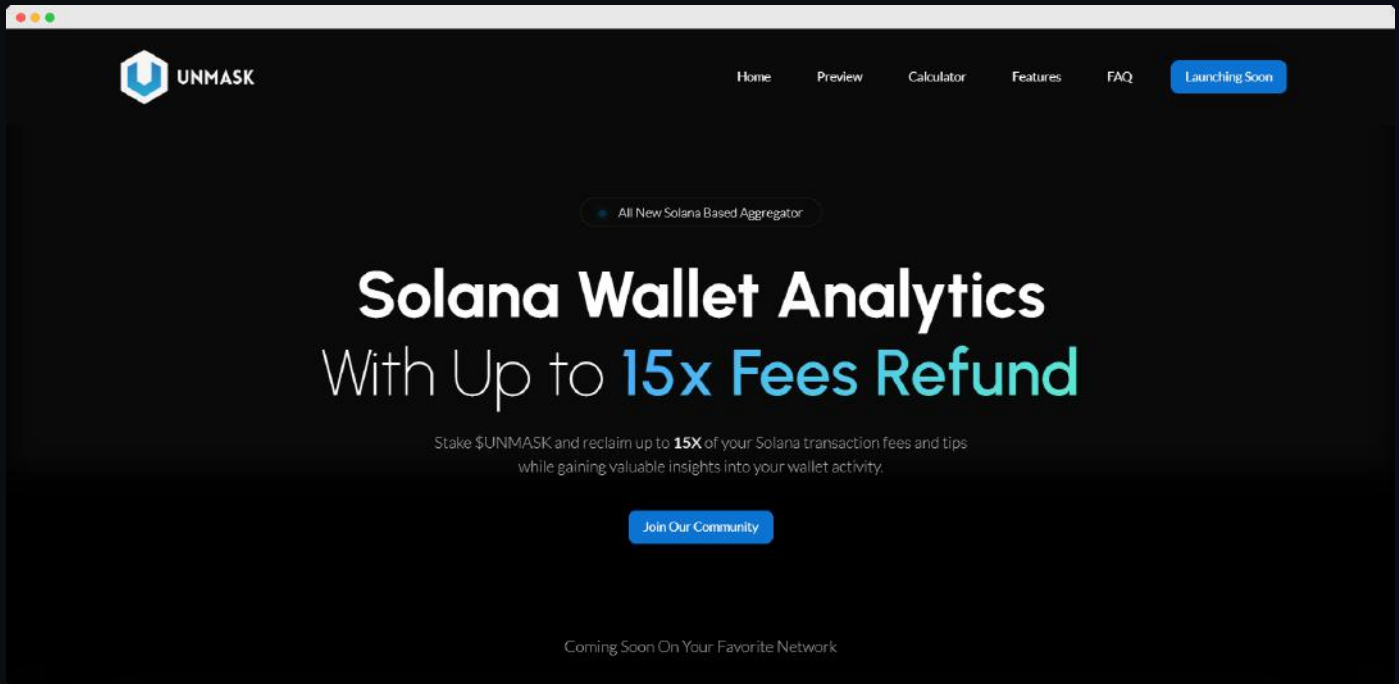 UNMASK
Home
Preview
Calculator
Features
FAQ
Launching Soon
All New Solana Based Aggregator
Solana Wallet Analytics
With Up to 15x Fees Refund
Stake $UNMASK and reclaim up to 15X of your Solana transaction fees and tips
while gaining valuable insights into your wallet activity.
Join Our Community
Coming Soon On Your Favorite Network